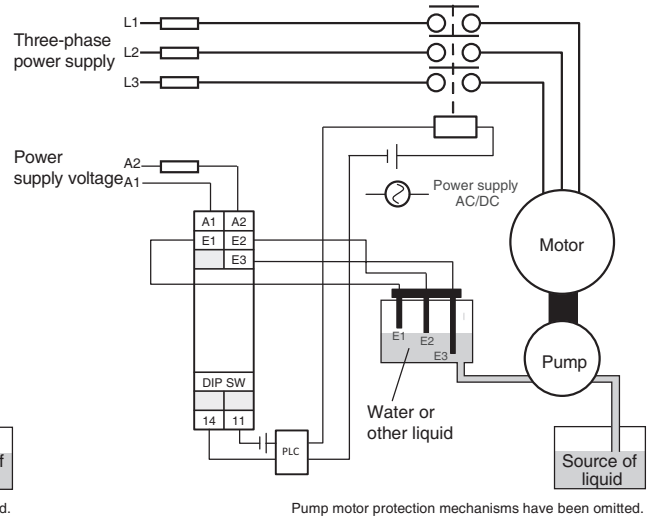 L1
Three-phase
power supply
L2
L3
Power
supply voltage
A2
A1
Power supply
AC/DC
A1 A2
E1 E2
E3
Motor
E1
E2
E3
Pump
DIP SW
14 11
PLC
Water or
other liquid
Source of
liquid
f
d.
Pump motor protection mechanisms have been omitted.